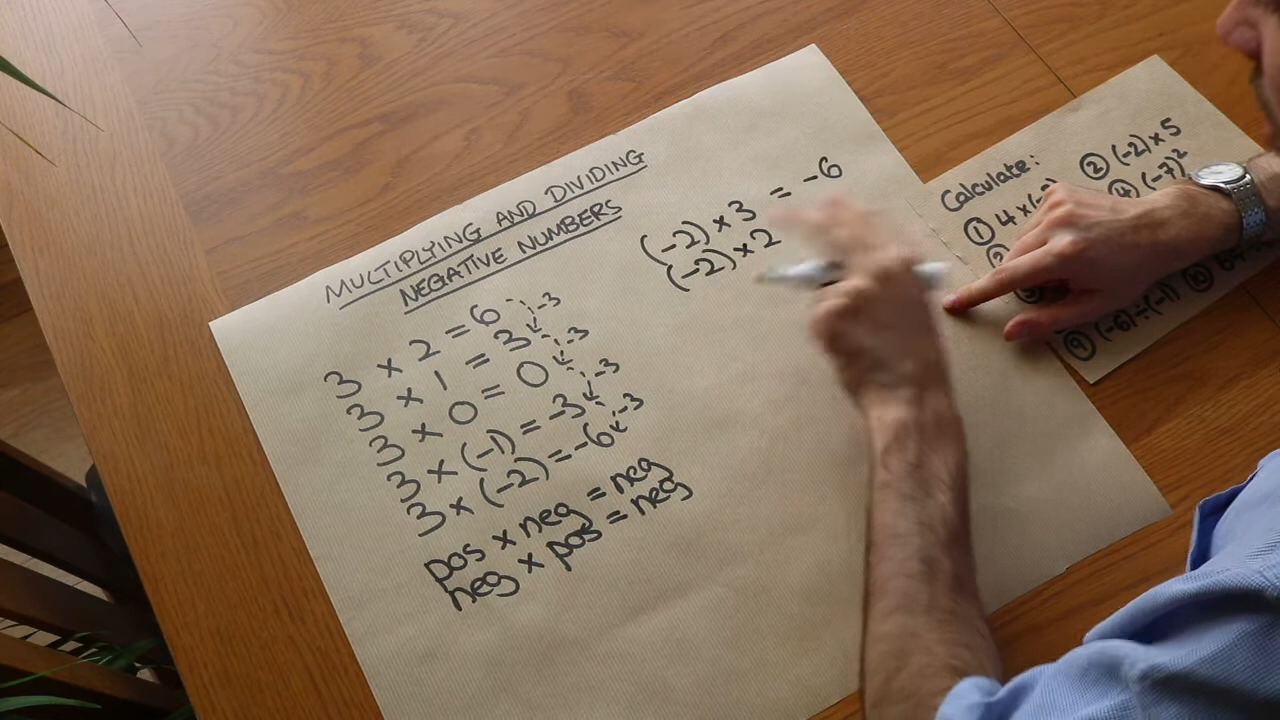 MULTIPLYING AND DIVIDING
NEGATIVE NUMBERS
3 × 2 = 6
-3
3 × 1 = 3
-3
3 × 0 = 0
-3
3 × (-1) = -3
-3
3 × (-2) = -6
pos × neg = neg
neg × pos = neg
(-2) × 3 = -6
(-2) × 2
Calculate:
① 4 ×
② (-2) × 5
④ (-7)²
⑨ (-6) ÷ (-1)
⑩